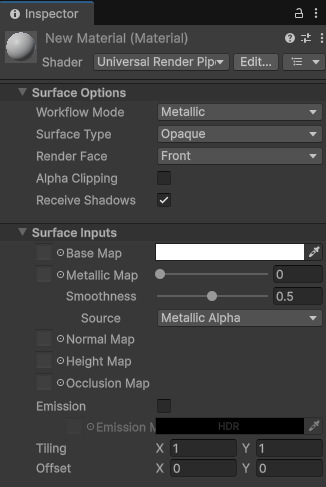 Inspector
New Material (Material)
Shader Universal Render Pip Edit...
Surface Options
Workflow Mode Metallic
Surface Type Opaque
Render Face Front
Alpha Clipping
Receive Shadows
Surface Inputs
Base Map
Metallic Map 0
Smoothness 0.5
Source Metallic Alpha
Normal Map
Height Map
Occlusion Map
Emission
Emission M HDR
Tiling X 1 Y 1
Offset X 0 Y 0